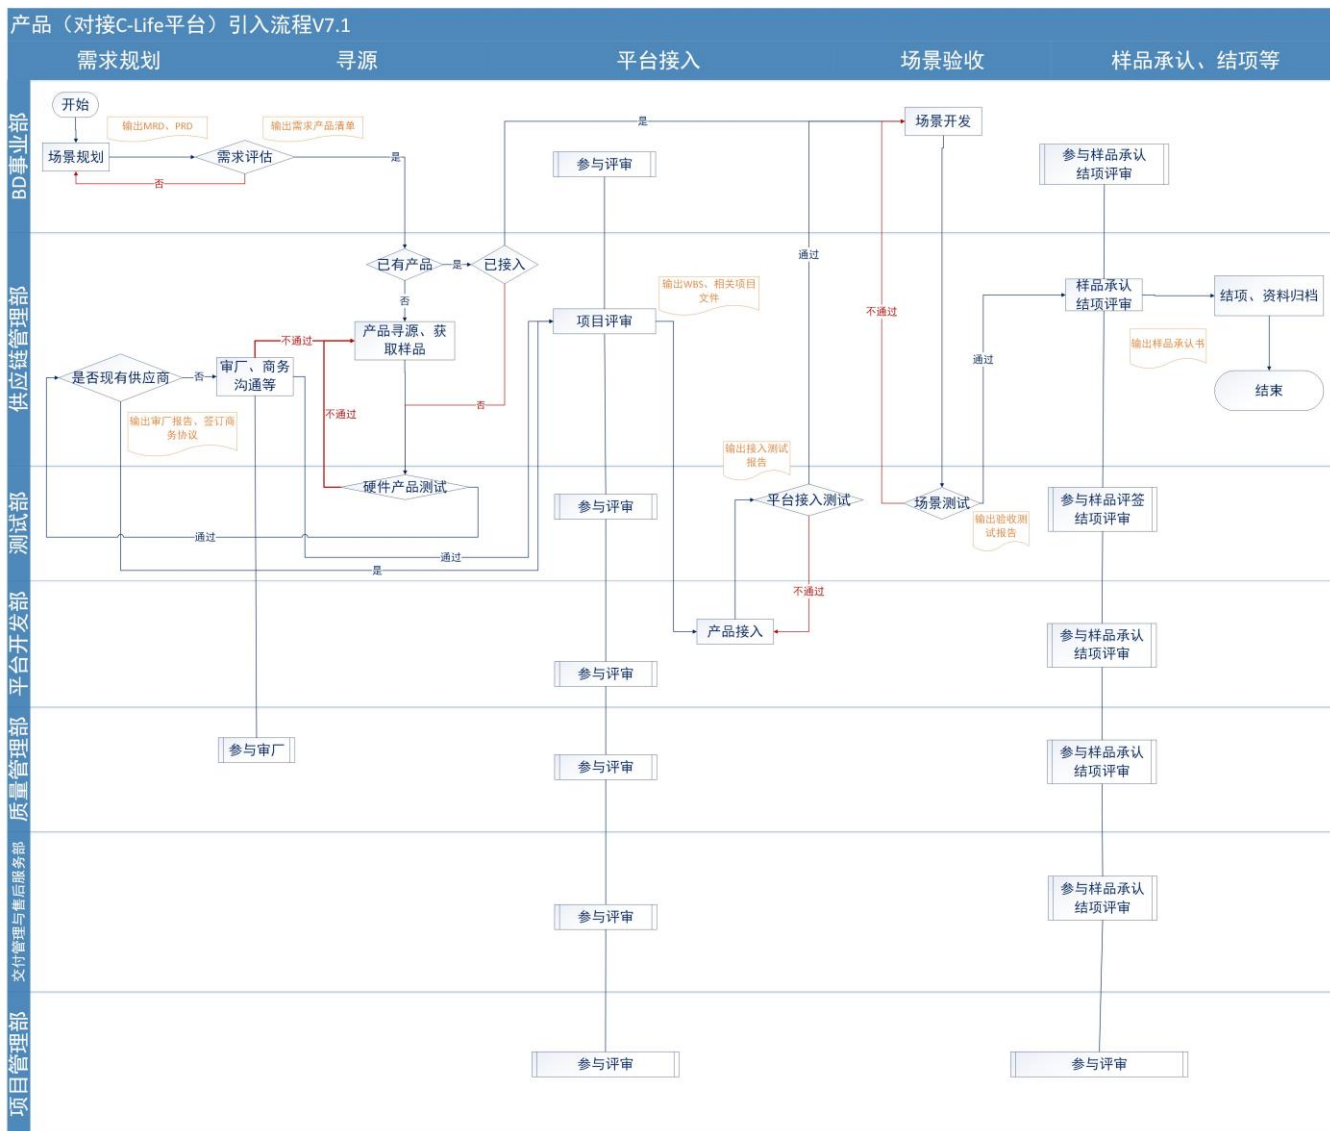 产品（对接C-Life平台）引入流程V7.1
需求规划
寻源
平台接入
场景验收
样品承认、结项等
BD事业部
开始
输出MRD、PRD
输出需求产品清单
场景规划
需求评估
是
否
是
参与评审
场景开发
参与样品承认
结项评审
供应链管理部
已有产品
是
已接入
否
通过
输出WBS、相关项目
文件
样品承认
结项评审
结项、资料归档
产品寻源、获
取样品
不通过
项目评审
不通过
输出样品承认书
是否现有供应商
否
审厂、商务
沟通等
通过
结束
不通过
否
输出审厂报告、签订商
务协议
输出接入测试
报告
测试部
硬件产品测试
参与评审
平台接入测试
场景测试
参与样品评签
结项评审
输出验收测
试报告
通过
通过
是
平台开发部
不通过
产品接入
参与样品承认
结项评审
参与评审
质量管理部
参与审厂
参与评审
参与样品承认
结项评审
交付管理与售后服务部
参与评审
参与样品承认
结项评审
项目管理部
参与评审
参与评审